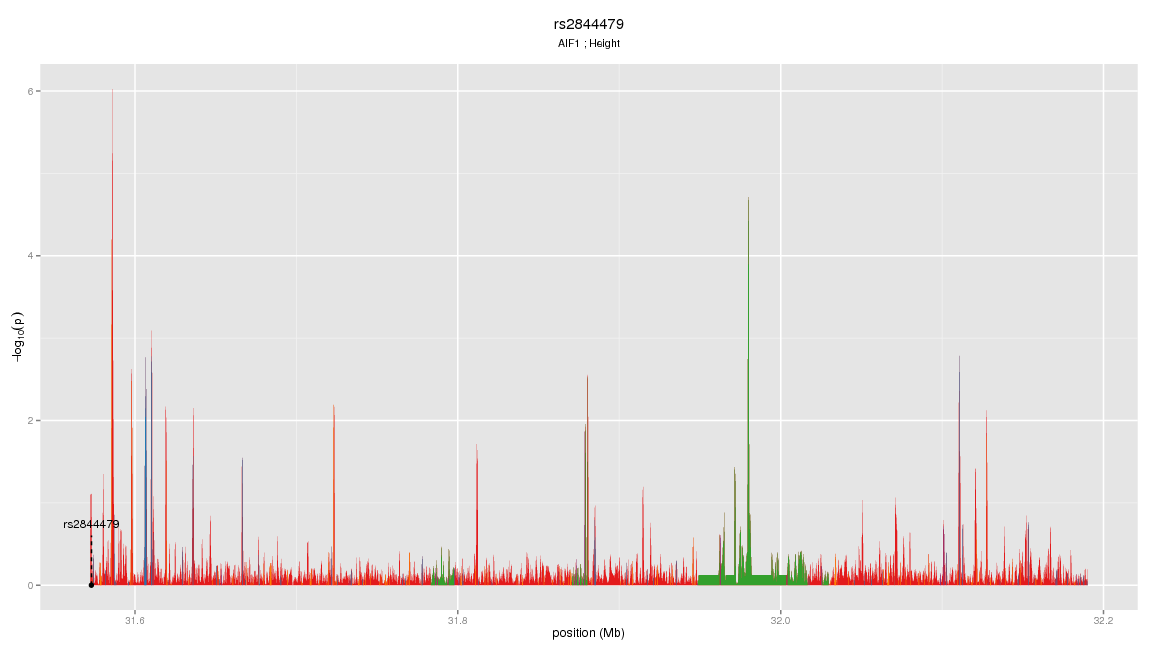 rs2844479
AIF1 ; Height
6
4
2
0
−log10(p)
rs2844479
31.6 31.8 32.0 32.2
position (Mb)